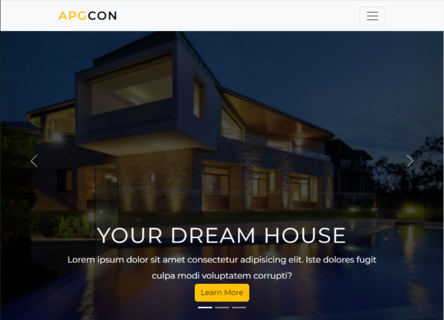 APGCON
YOUR DREAM HOUSE
Lorem ipsum dolor sit amet consectetur adipisicing elit. Iste dolores fugit
culpa modi voluptatem corrupti?
Learn More